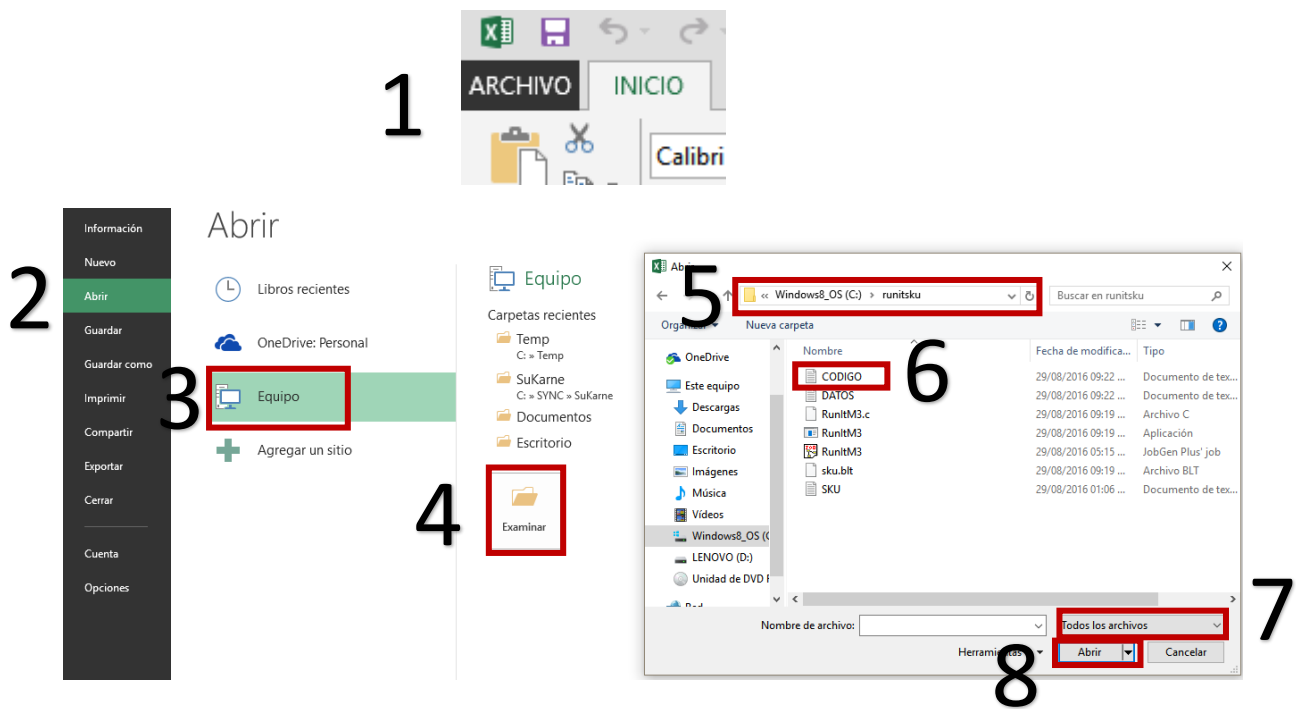 1
ARCHIVO INICIO
Calibri
2
Información
Nuevo
Abrir
Guardar
Guardar como
Imprimir
Compartir
Exportar
Cerrar
Cuenta
Opciones
Abrir
Libros recientes
OneDrive: Personal
3
Equipo
Agregar un sitio
Equipo
Carpetas recientes
Temp
C: » Temp
SuKarne
C: » SYNC » SuKarne
Documentos
Escritorio
4
Examinar
5
« Windows8_OS (C:) › runitsku
Buscar en runitsku
Nueva carpeta
OneDrive
Este equipo
Descargas
Documentos
Escritorio
Imágenes
Música
Vídeos
Windows8_OS (
LENOVO (D:)
Unidad de DVD
6
Nombre Fecha de modifica... Tipo
CODIGO 29/08/2016 09:22 ... Documento de tex...
DATOS 29/08/2016 09:22 ... Documento de tex...
RunItM3.c 29/08/2016 09:19 ... Archivo C
RunItM3 29/08/2016 09:19 ... Aplicación
RunItM3 29/08/2016 05:15 ... JobGen Plus' job
sku.blt 29/08/2016 09:19 ... Archivo BLT
SKU 29/08/2016 01:06 ... Documento de tex...
Nombre de archivo:
Todos los archivos
7
8
Abrir
Cancelar